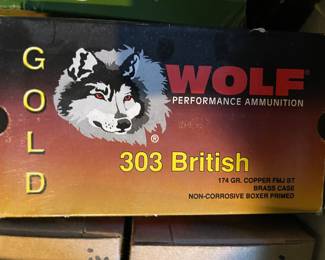 GOLD
WOLF®
PERFORMANCE AMMUNITION
®
303 British
174 GR. COPPER FMJ BT
BRASS CASE
NON-CORROSIVE BOXER PRIMED